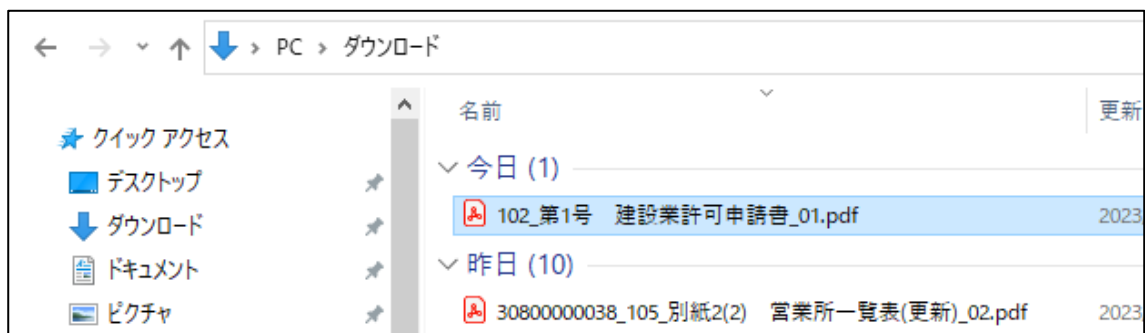 PC › ダウンロード
名前 更新
クイック アクセス
今日 (1)
デスクトップ
102_第1号 建設業許可申請書_01.pdf 2023
ダウンロード
昨日 (10)
ドキュメント
30800000038_105_別紙2(2) 営業所一覧表(更新)_02.pdf 2023
ピクチャ